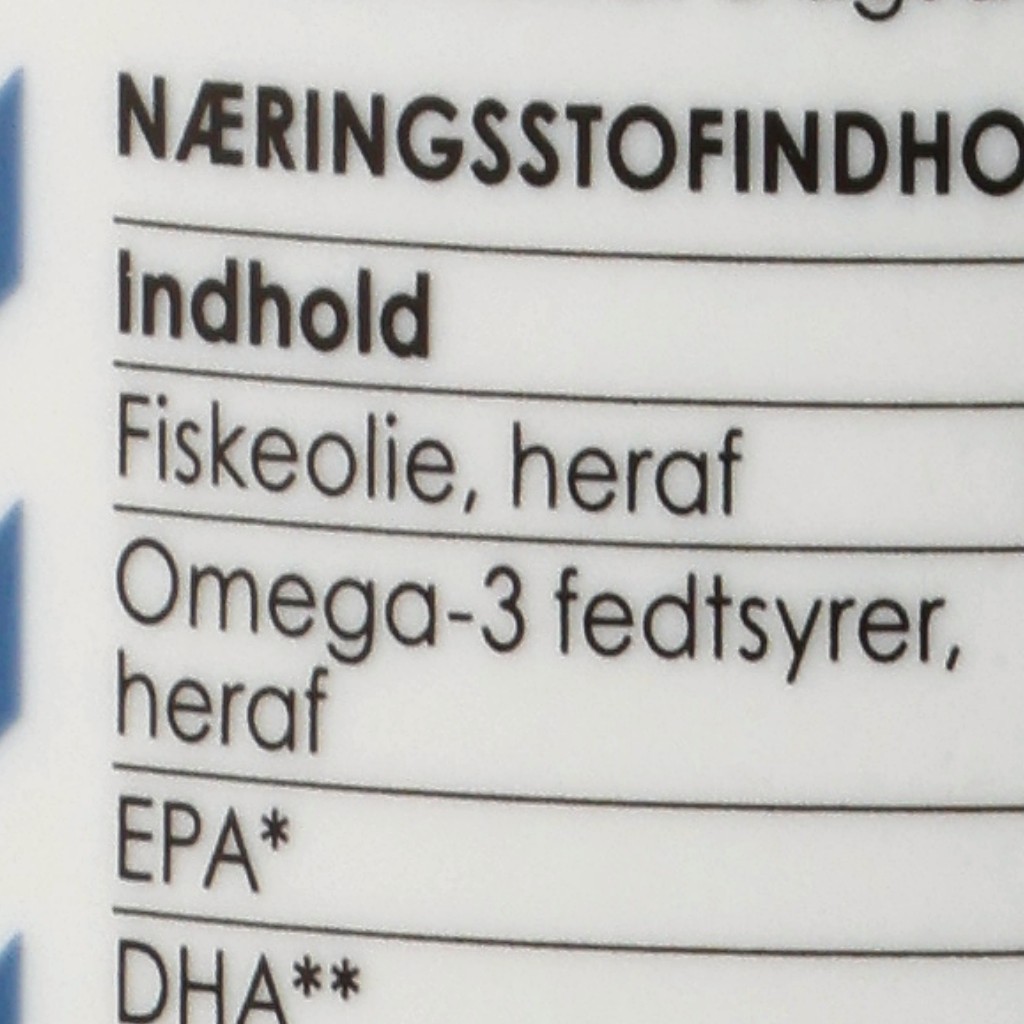 NÆRINGSSTOFINDHO
Indhold
Fiskeolie, heraf
Omega-3 fedtsyrer,
heraf
EPA*
DHA**